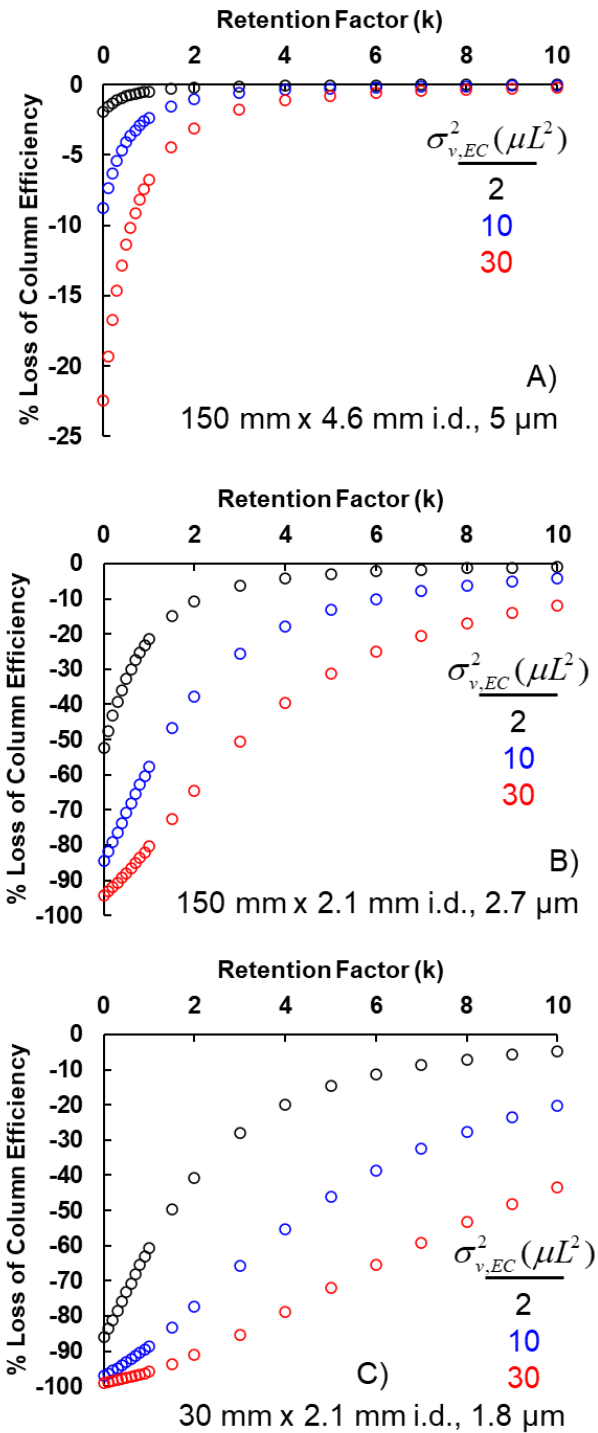 Retention Factor (k)
0 2 4 6 8 10
0
-5
-10
-15
-20
-25
% Loss of Column Efficiency
σ²v,EC (μL²)
2
10
30
A)
150 mm x 4.6 mm i.d., 5 μm
Retention Factor (k)
0 2 4 6 8 10
0
-10
-20
-30
-40
-50
-60
-70
-80
-90
-100
% Loss of Column Efficiency
σ²v,EC (μL²)
2
10
30
B)
150 mm x 2.1 mm i.d., 2.7 μm
Retention Factor (k)
0 2 4 6 8 10
0
-10
-20
-30
-40
-50
-60
-70
-80
-90
-100
% Loss of Column Efficiency
σ²v,EC (μL²)
2
10
30
C)
30 mm x 2.1 mm i.d., 1.8 μm